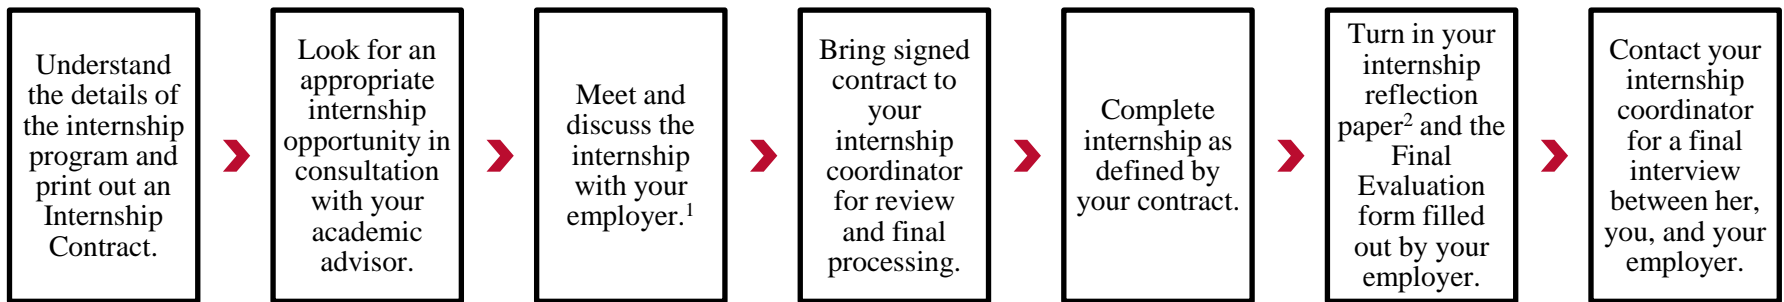 Understand
the details of
the internship
program and
print out an
Internship
Contract.
Look for an
appropriate
internship
opportunity in
consultation
with your
academic
advisor.
Meet and
discuss the
internship
with your
employer.¹
Bring signed
contract to
your
internship
coordinator
for review
and final
processing.
Complete
internship as
defined by
your contract.
Turn in your
internship
reflection
paper² and the
Final
Evaluation
form filled
out by your
employer.
Contact your
internship
coordinator
for a final
interview
between her,
you, and your
employer.